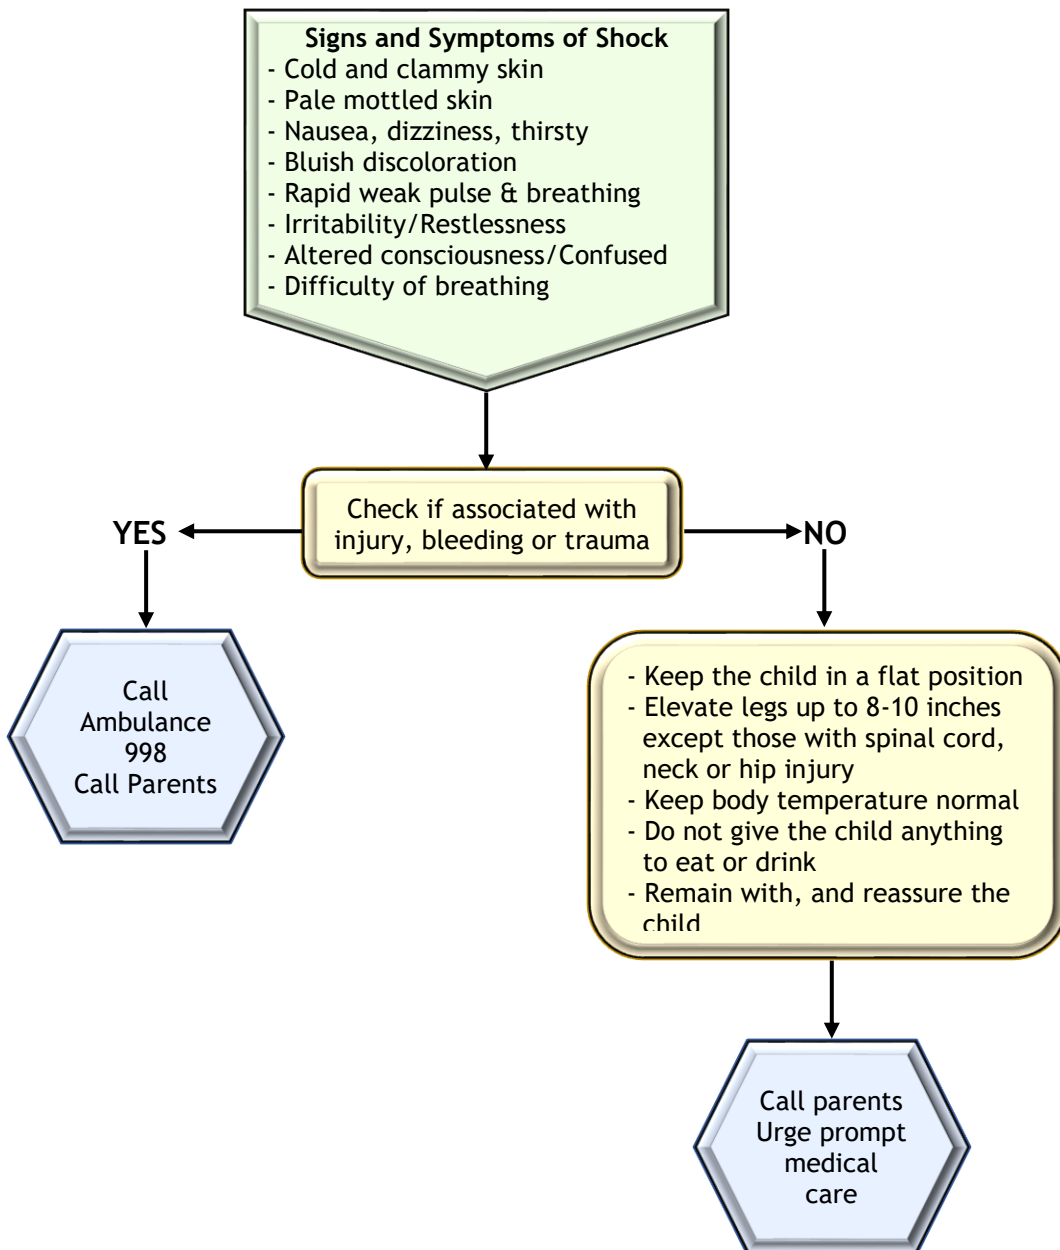 Signs and Symptoms of Shock
- Cold and clammy skin
- Pale mottled skin
- Nausea, dizziness, thirsty
- Bluish discoloration
- Rapid weak pulse & breathing
- Irritability/Restlessness
- Altered consciousness/Confused
- Difficulty of breathing
Check if associated with
injury, bleeding or trauma
YES
NO
Call
Ambulance
998
Call Parents
- Keep the child in a flat position
- Elevate legs up to 8-10 inches
except those with spinal cord,
neck or hip injury
- Keep body temperature normal
- Do not give the child anything
to eat or drink
- Remain with, and reassure the
child
Call parents
Urge prompt
medical
care